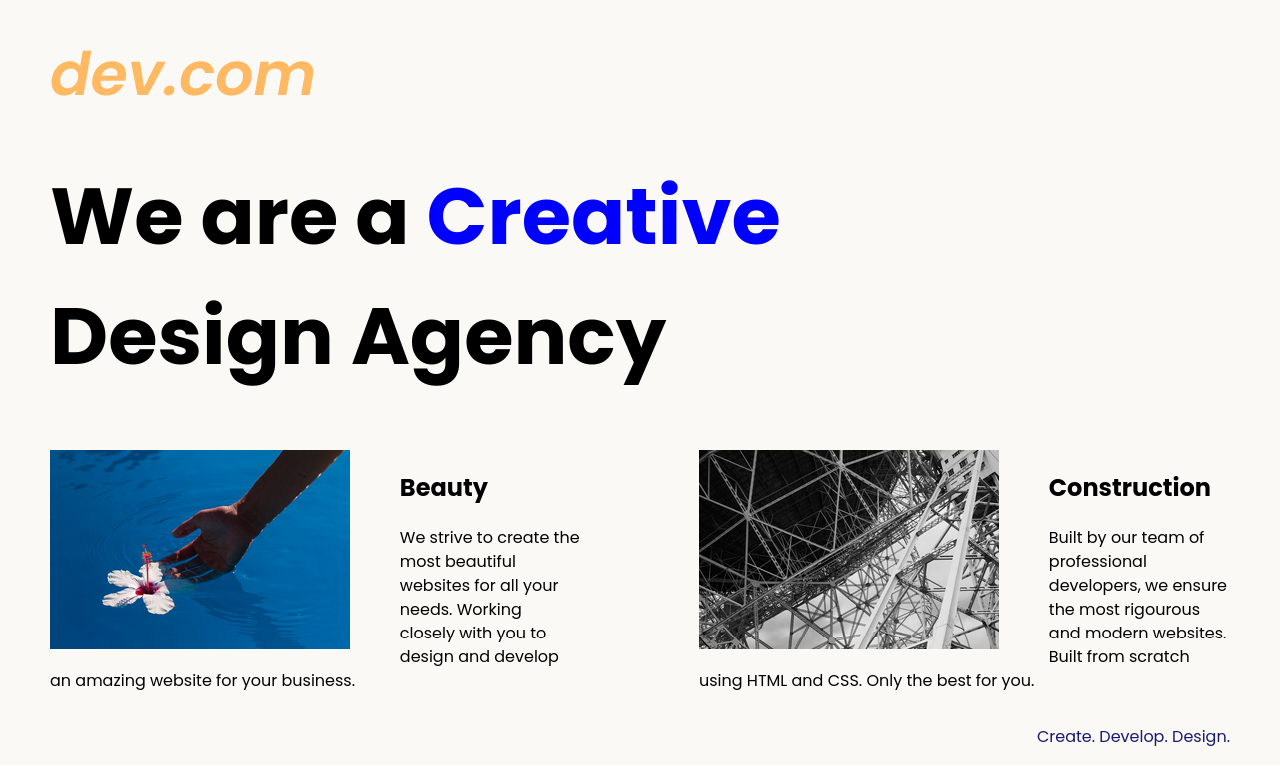 dev.com
We are a Creative
Design Agency
Beauty
We strive to create the
most beautiful
websites for all your
needs. Working
closely with you to
design and develop
an amazing website for your business.
Construction
Built by our team of
professional
developers, we ensure
the most rigourous
and modern websites.
Built from scratch
using HTML and CSS. Only the best for you.
Create. Develop. Design.